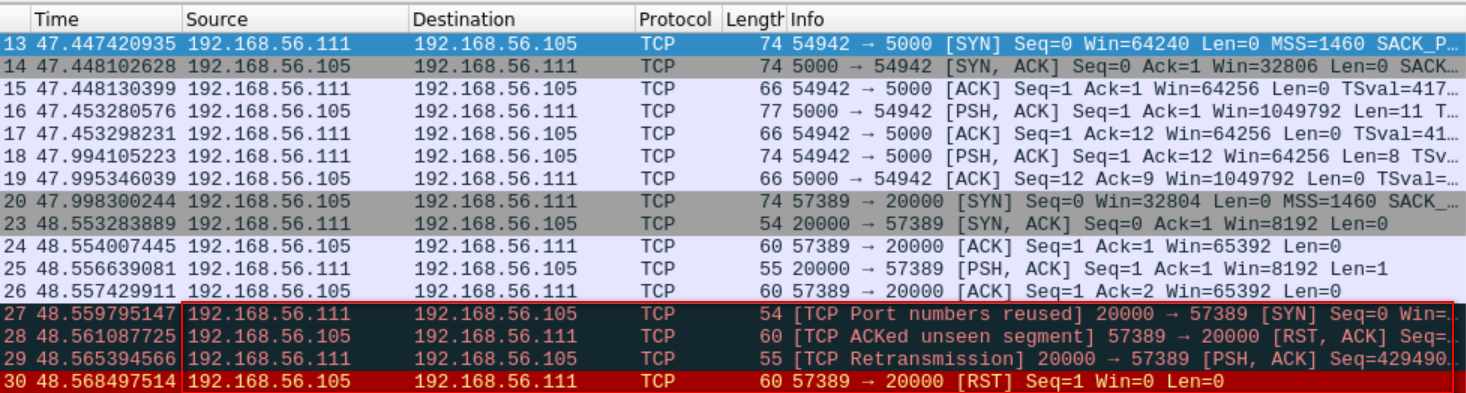 Time Source Destination Protocol Length Info
13 47.447420935 192.168.56.111 192.168.56.105 TCP 74 54942 → 5000 [SYN] Seq=0 Win=64240 Len=0 MSS=1460 SACK_P…
14 47.448102628 192.168.56.105 192.168.56.111 TCP 74 5000 → 54942 [SYN, ACK] Seq=0 Ack=1 Win=32806 Len=0 SACK…
15 47.448130399 192.168.56.111 192.168.56.105 TCP 66 54942 → 5000 [ACK] Seq=1 Ack=1 Win=64256 Len=0 TSval=417…
16 47.453280576 192.168.56.105 192.168.56.111 TCP 77 5000 → 54942 [PSH, ACK] Seq=1 Ack=1 Win=1049792 Len=11 T…
17 47.453298231 192.168.56.111 192.168.56.105 TCP 66 54942 → 5000 [ACK] Seq=1 Ack=12 Win=64256 Len=0 TSval=41…
18 47.994105223 192.168.56.111 192.168.56.105 TCP 74 54942 → 5000 [PSH, ACK] Seq=1 Ack=12 Win=64256 Len=8 TSv…
19 47.995346039 192.168.56.105 192.168.56.111 TCP 66 5000 → 54942 [ACK] Seq=12 Ack=9 Win=1049792 Len=0 TSval=…
20 47.998300244 192.168.56.105 192.168.56.111 TCP 74 57389 → 20000 [SYN] Seq=0 Win=32804 Len=0 MSS=1460 SACK_…
23 48.553283889 192.168.56.111 192.168.56.105 TCP 54 20000 → 57389 [SYN, ACK] Seq=0 Ack=1 Win=8192 Len=0
24 48.554007445 192.168.56.105 192.168.56.111 TCP 60 57389 → 20000 [ACK] Seq=1 Ack=1 Win=65392 Len=0
25 48.556639081 192.168.56.111 192.168.56.105 TCP 55 20000 → 57389 [PSH, ACK] Seq=1 Ack=1 Win=8192 Len=1
26 48.557429911 192.168.56.105 192.168.56.111 TCP 60 57389 → 20000 [ACK] Seq=1 Ack=2 Win=65392 Len=0
27 48.559795147 192.168.56.111 192.168.56.105 TCP 54 [TCP Port numbers reused] 20000 → 57389 [SYN] Seq=0 Win=…
28 48.561087725 192.168.56.105 192.168.56.111 TCP 60 [TCP ACKed unseen segment] 57389 → 20000 [RST, ACK] Seq=…
29 48.565394566 192.168.56.111 192.168.56.105 TCP 55 [TCP Retransmission] 20000 → 57389 [PSH, ACK] Seq=429490…
30 48.568497514 192.168.56.105 192.168.56.111 TCP 60 57389 → 20000 [RST] Seq=1 Win=0 Len=0